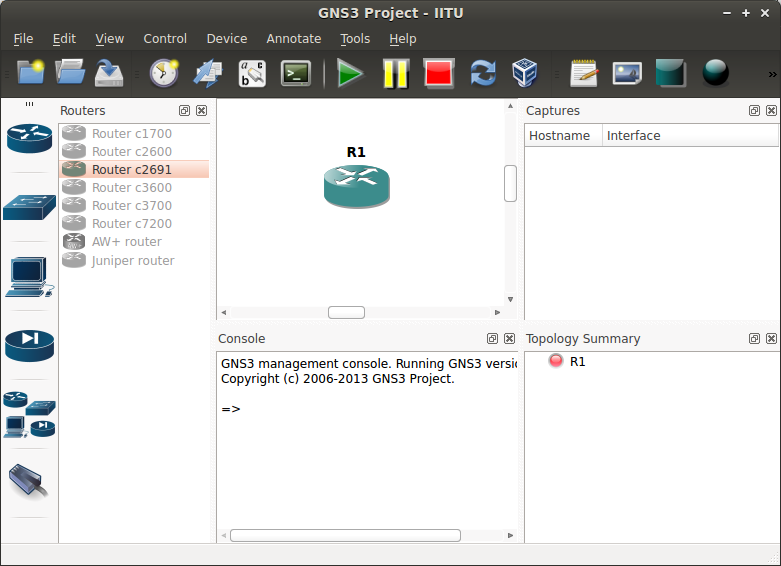 GNS3 Project - IITU
File Edit View Control Device Annotate Tools Help
a c
b
>_
»
Routers
Router c1700
Router c2600
Router c2691
Router c3600
Router c3700
Router c7200
AW+ router
Juniper router
R1
Captures
Hostname Interface
Console
GNS3 management console. Running GNS3 versic
Copyright (c) 2006-2013 GNS3 Project.
=>
Topology Summary
R1